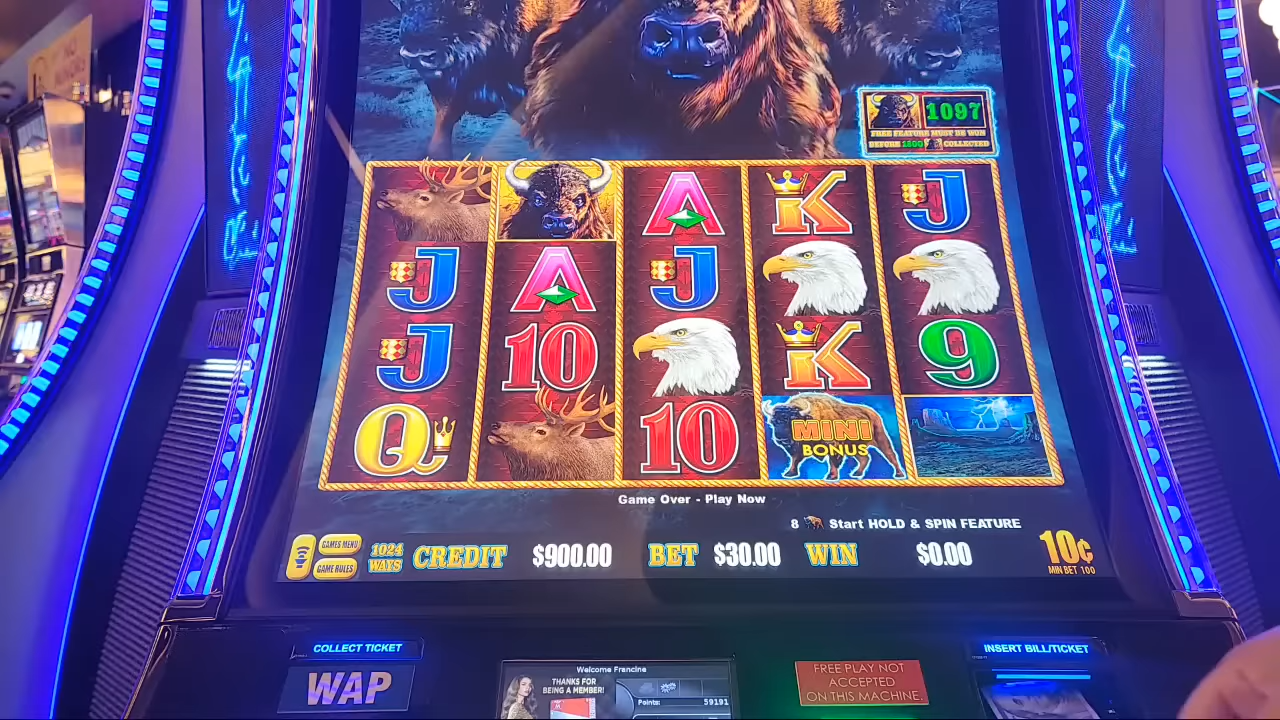 NO
1097
FREE FEATURE MUST BE WON
BEFORE 1800 COLLECTED
A K J
J A J
J 10 K 9
Q 10 MINI
BONUS
Game Over - Play Now
8 Start HOLD & SPIN FEATURE
GAMES MENU
GAME RULES
1024
WAYS
CREDIT $900.00 BET $30.00 WIN $0.00
10¢
MIN BET 100
COLLECT TICKET
WAP
Welcome Francine
THANKS FOR
BEING A MEMBER!
Points: 59191
FREE PLAY NOT
ACCEPTED
ON THIS MACHINE.
INSERT BILL/TICKET